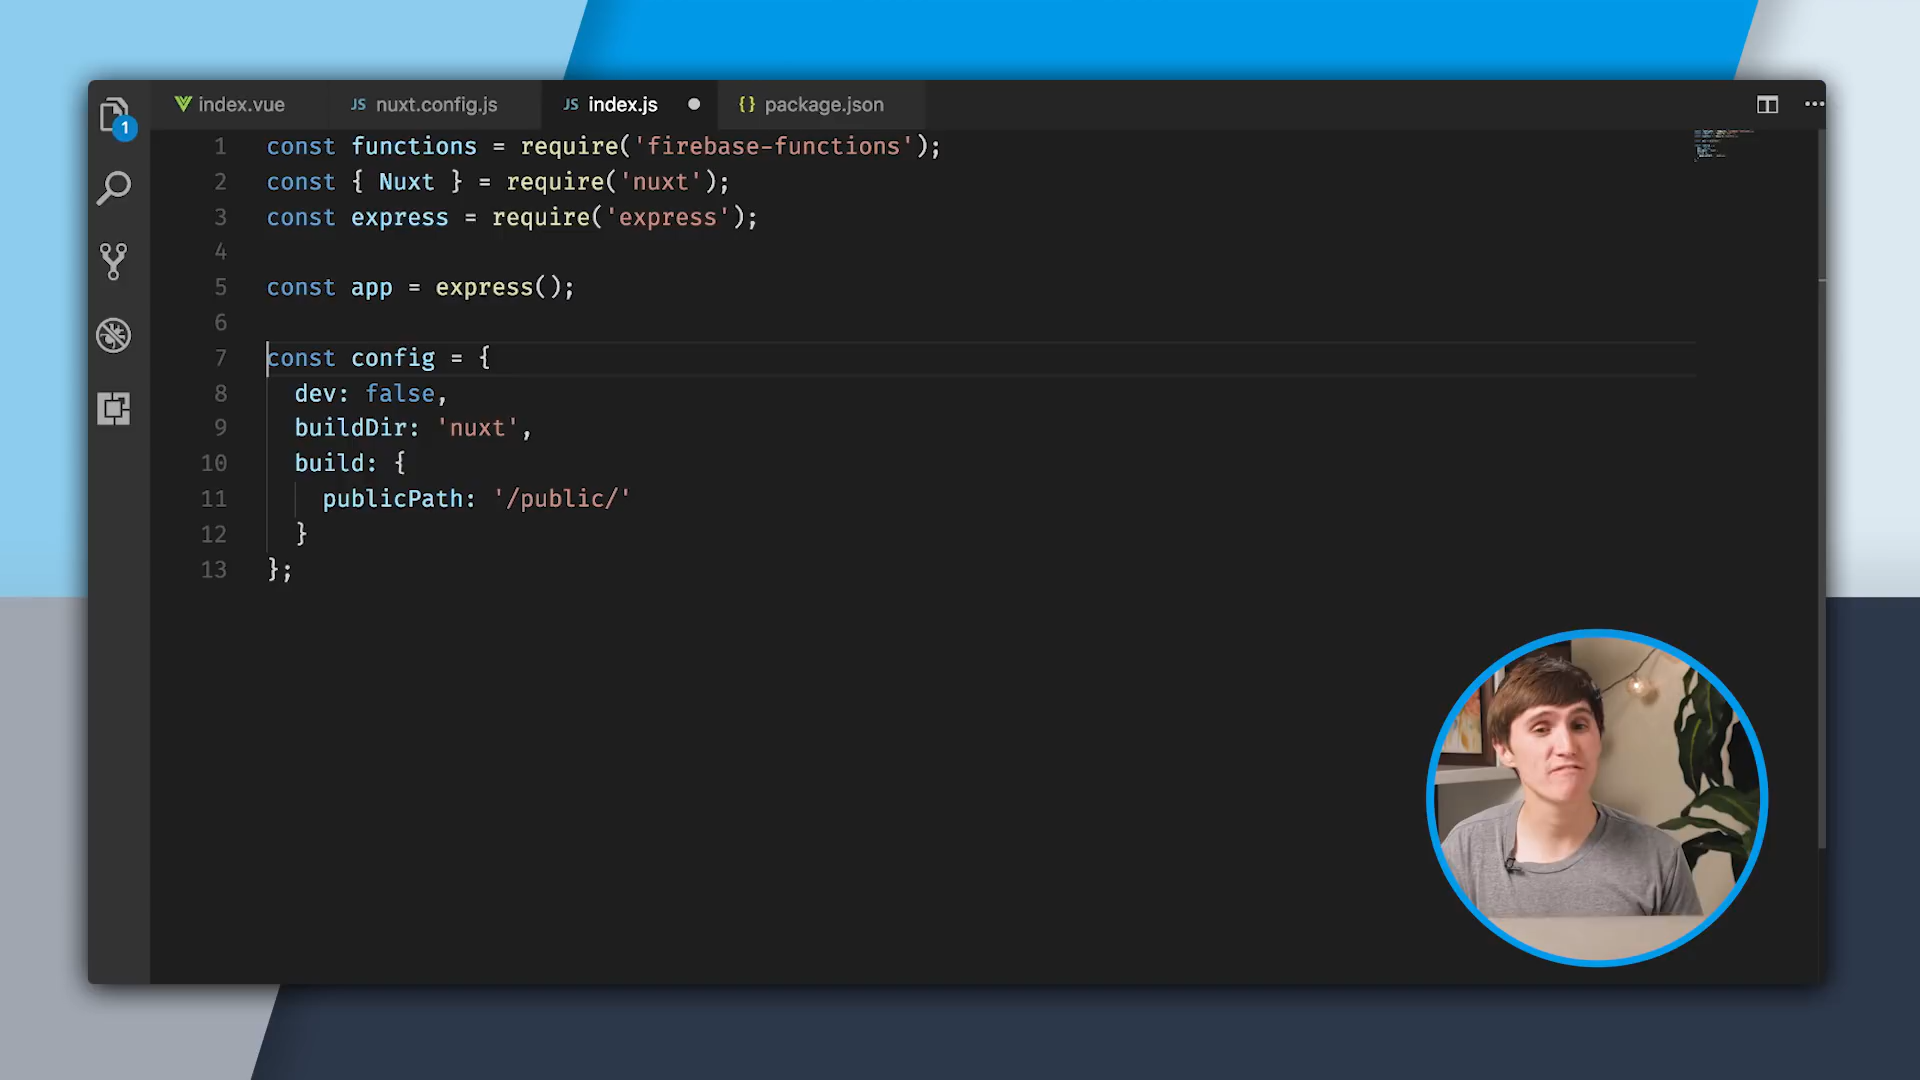 index.vue
JS nuxt.config.js
JS index.js
{} package.json
1
1 const functions = require('firebase-functions');
2 const { Nuxt } = require('nuxt');
3 const express = require('express');
4
5 const app = express();
6
7 const config = {
8 dev: false,
9 buildDir: 'nuxt',
10 build: {
11 publicPath: '/public/'
12 }
13 };